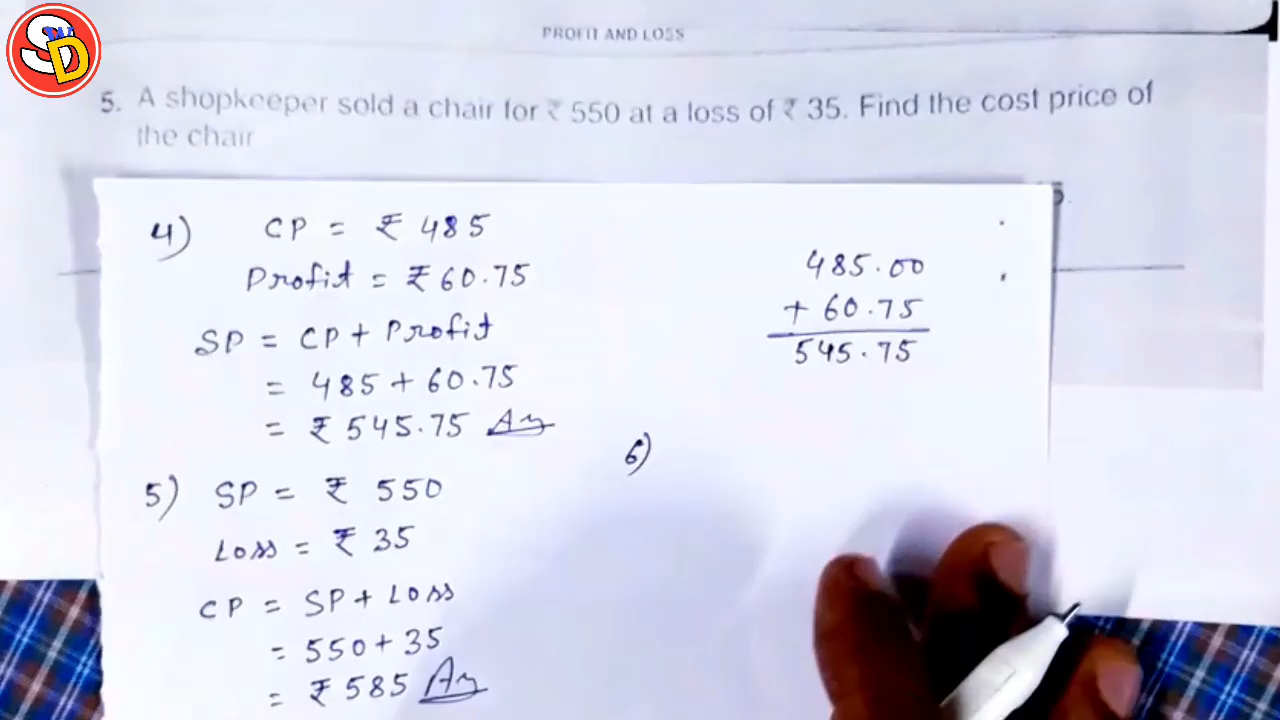 SWD
PROFIT AND LOSS
5. A shopkeeper sold a chair for ₹ 550 at a loss of ₹ 35. Find the cost price of
the chair
4) CP = ₹ 485
Profit = ₹ 60.75
SP = CP + Profit
= 485 + 60.75
= ₹ 545.75 Ans
485.00
+ 60.75
545.75
5) SP = ₹ 550
Loss = ₹ 35
CP = SP + Loss
= 550 + 35
= ₹ 585 Ans
6)